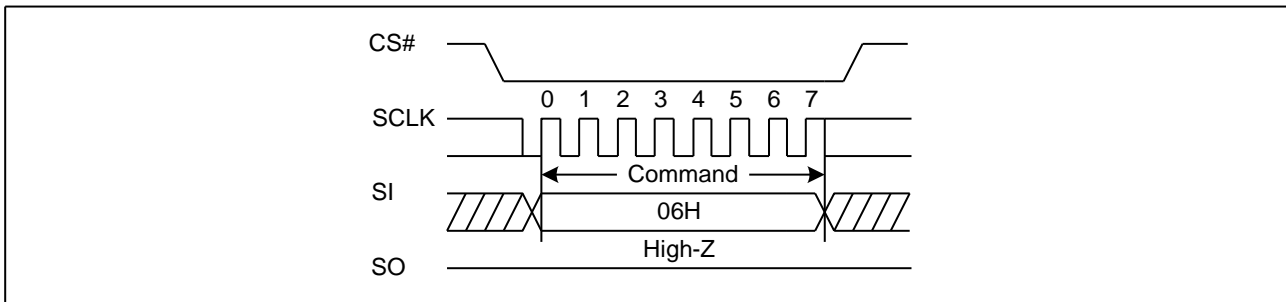 CS#
0 1 2 3 4 5 6 7
SCLK
Command
SI
06H
High-Z
SO